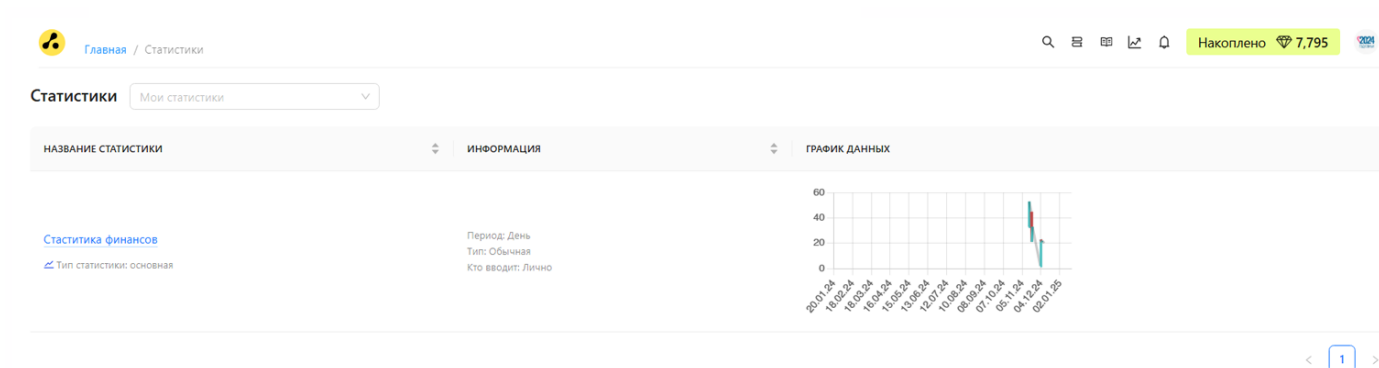 Главная / Статистики
Накоплено 7,795
2024
Статистики
Мои статистики
НАЗВАНИЕ СТАТИСТИКИ
ИНФОРМАЦИЯ
ГРАФИК ДАННЫХ
Стаститика финансов
Тип статистики: основная
Период: День
Тип: Обычная
Кто вводит: Лично
60
40
20
0
20.01.24
18.02.24
18.03.24
16.04.24
15.05.24
13.06.24
12.07.24
10.08.24
08.09.24
07.10.24
05.11.24
04.12.24
02.01.25
< 1 >